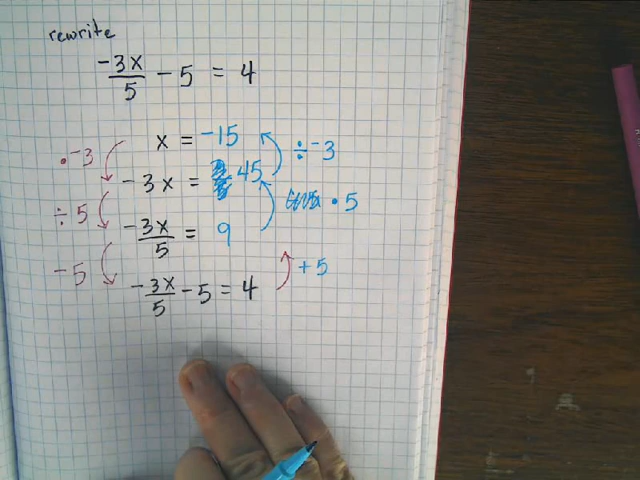 rewrite
-3x/5 - 5 = 4
x = -15
• -3
÷ -3
-3x = 45
÷ 5
• 5
-3x/5 = 9
- 5
+ 5
-3x/5 - 5 = 4